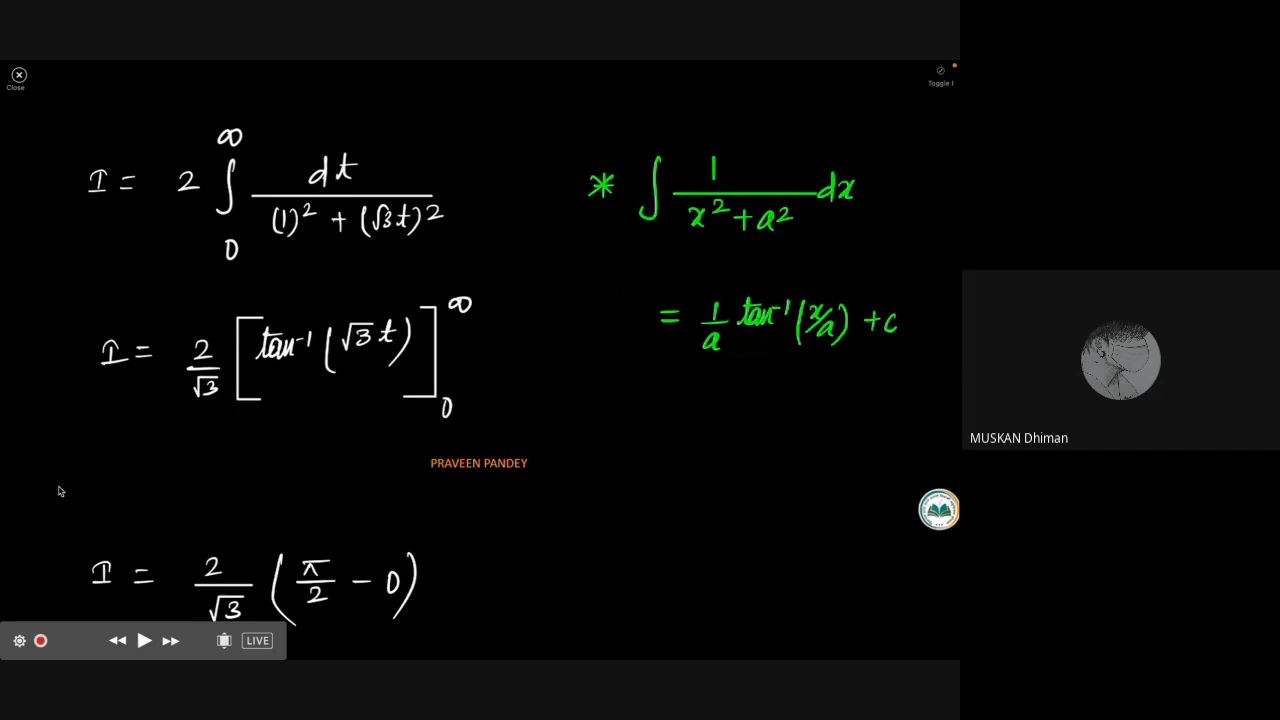 Close
Toggle l
I = 2 ∫₀^∞ dt / ((1)² + (√3 t)²)
* ∫ 1 / (x² + a²) dx
= 1/a tan⁻¹ (x/a) + c
I = 2/√3 [tan⁻¹ (√3 t)]₀^∞
MUSKAN Dhiman
PRAVEEN PANDEY
I = 2/√3 (π/2 − 0)
LIVE